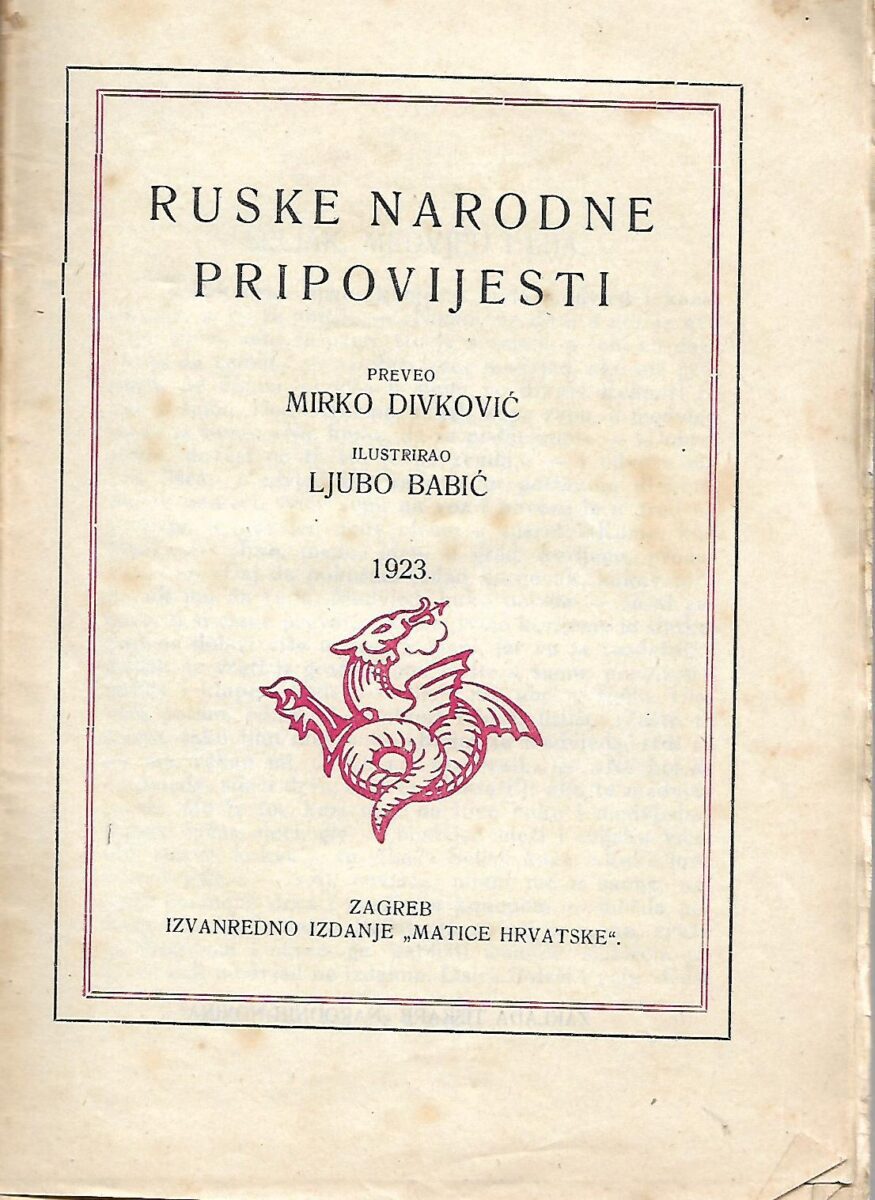 RUSKE NARODNE
PRIPOVIJESTI
PREVEO
MIRKO DIVKOVIĆ
ILUSTRIRAO
LJUBO BABIĆ
1923.
ZAGREB
IZVANREDNO IZDANJE „MATICE HRVATSKE“.